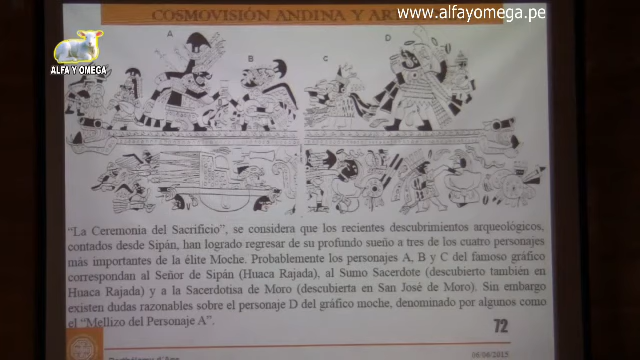 COSMOVISIÓN ANDINA Y AR
www.alfayomega.pe
ALFA Y OMEGA
A
B
C
D
"La Ceremonia del Sacrificio", se considera que los recientes descubrimientos arqueológicos,
contados desde Sipán, han logrado regresar de su profundo sueño a tres de los cuatro personajes
más importantes de la élite Moche. Probablemente los personajes A, B y C del famoso gráfico
correspondan al Señor de Sipán (Huaca Rajada), al Sumo Sacerdote (descubierto también en
Huaca Rajada) y a la Sacerdotisa de Moro (descubierta en San José de Moro). Sin embargo
existen dudas razonables sobre el personaje D del gráfico moche, denominado por algunos como
el "Mellizo del Personaje A".
72
06/06/2015